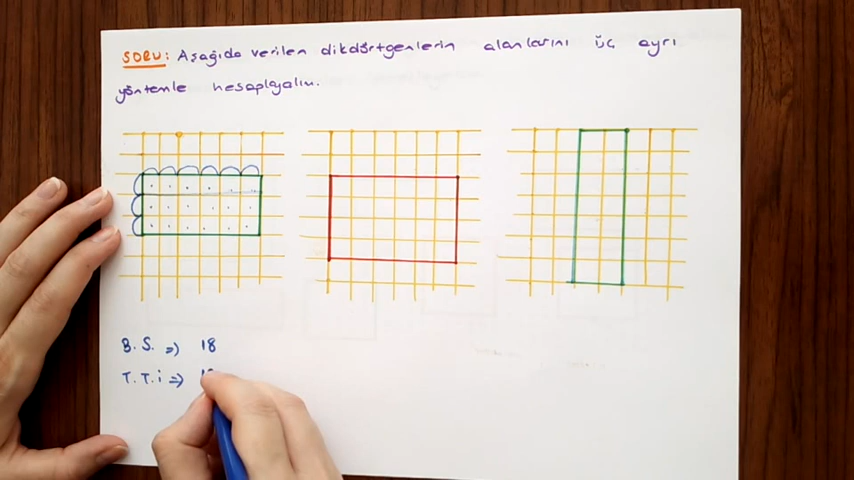 SORU: Aşağıda verilen dikdörtgenlerin alanlarını üç ayrı
yöntemle hesaplayalım.
B.S. => 18
T.T.i =>